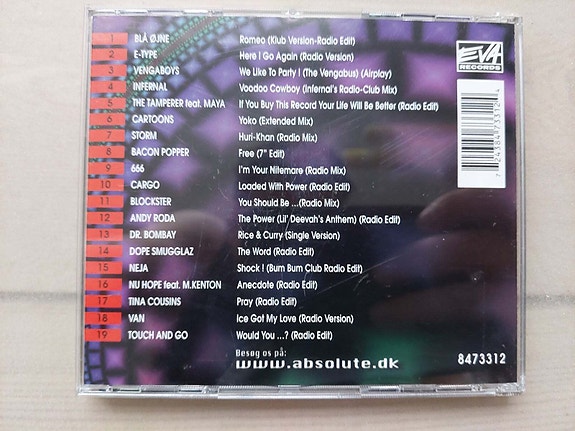 1 BLÅ ØJNE Romeo (Klub Version-Radio Edit)
2 E-TYPE Here I Go Again (Radio Version)
3 VENGABOYS We Like To Party ! (The Vengabus) (Airplay)
4 INFERNAL Voodoo Cowboy (Infernal's Radio-Club Mix)
5 THE TAMPERER feat. MAYA If You Buy This Record Your Life Will Be Better (Radio Edit)
6 CARTOONS Yoko (Extended Mix)
7 STORM Huri-Khan (Radio Mix)
8 BACON POPPER Free (7" Edit)
9 666 I'm Your Nitemare (Radio Mix)
10 CARGO Loaded With Power (Radio Edit)
11 BLOCKSTER You Should Be ...(Radio Mix)
12 ANDY RODA The Power (Lil' Deevah's Anthem) (Radio Edit)
13 DR. BOMBAY Rice & Curry (Single Version)
14 DOPE SMUGGLAZ The Word (Radio Edit)
15 NEJA Shock ! (Bum Bum Club Radio Edit)
16 NU HOPE feat. M.KENTON Anecdote (Radio Edit)
17 TINA COUSINS Pray (Radio Edit)
18 VAN Ice Got My Love (Radio Version)
19 TOUCH AND GO Would You ...? (Radio Edit)
Besøg os på:
www.absolute.dk
8473312
EVA
RECORDS
7 24384 73312 4